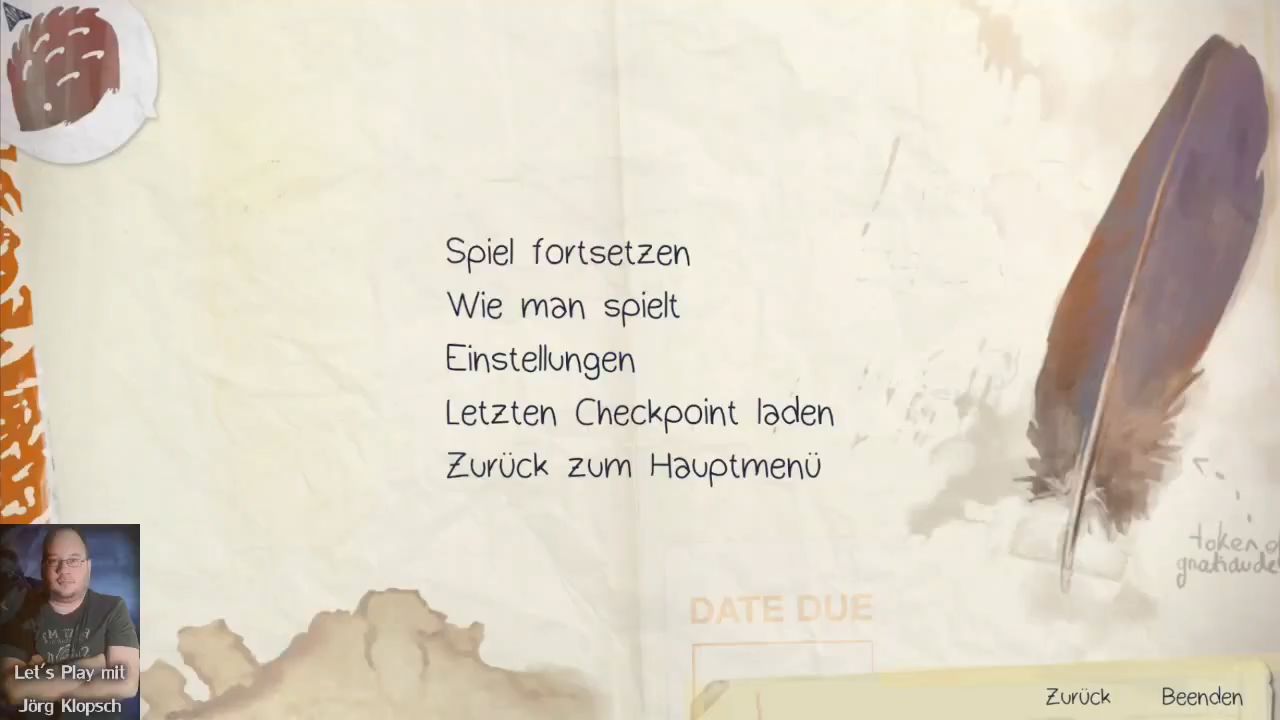 Spiel fortsetzen
Wie man spielt
Einstellungen
Letzten Checkpoint laden
Zurück zum Hauptmenü
token
DATE DUE
Let's Play mit
Jörg Klopsch
Zurück Beenden